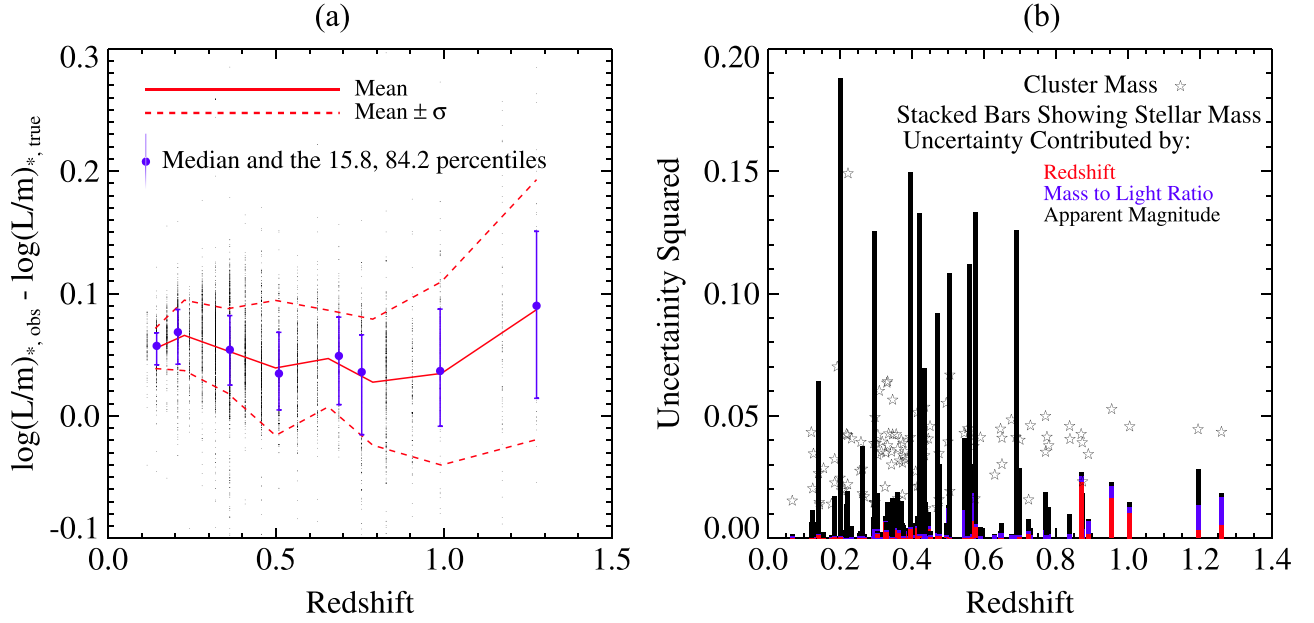 (a)
0.3
0.2
0.1
0.0
-0.1
log(L/m)*, obs - log(L/m)*, true
Mean
Mean ± σ
Median and the 15.8, 84.2 percentiles
0.0 0.5 1.0 1.5
Redshift
(b)
0.20
0.15
0.10
0.05
0.00
Uncertainity Squared
Cluster Mass ☆
Stacked Bars Showing Stellar Mass
Uncertainity Contributed by:
Redshift
Mass to Light Ratio
Apparent Magnitude
0.0 0.2 0.4 0.6 0.8 1.0 1.2 1.4
Redshift